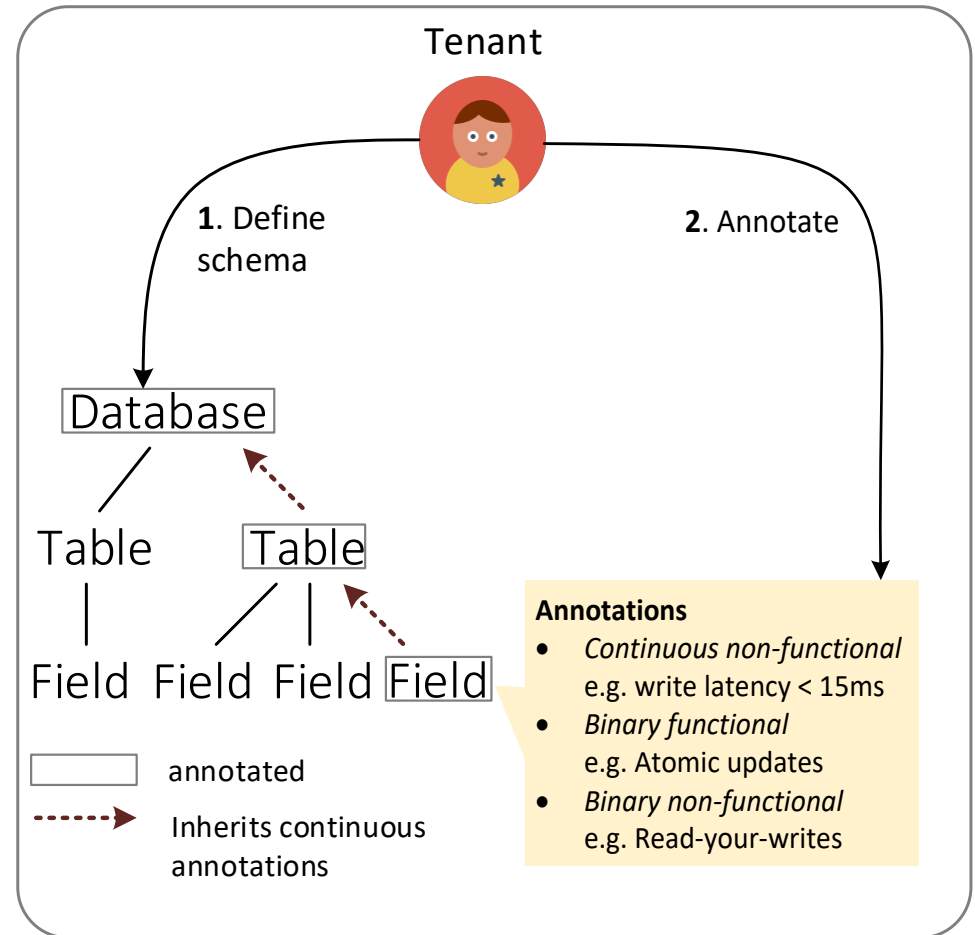 Tenant
1. Define
schema
2. Annotate
Database
Table
Table
Field
Field
Field
Field
annotated
Inherits continuous
annotations
Annotations
• Continuous non-functional
e.g. write latency < 15ms
• Binary functional
e.g. Atomic updates
• Binary non-functional
e.g. Read-your-writes